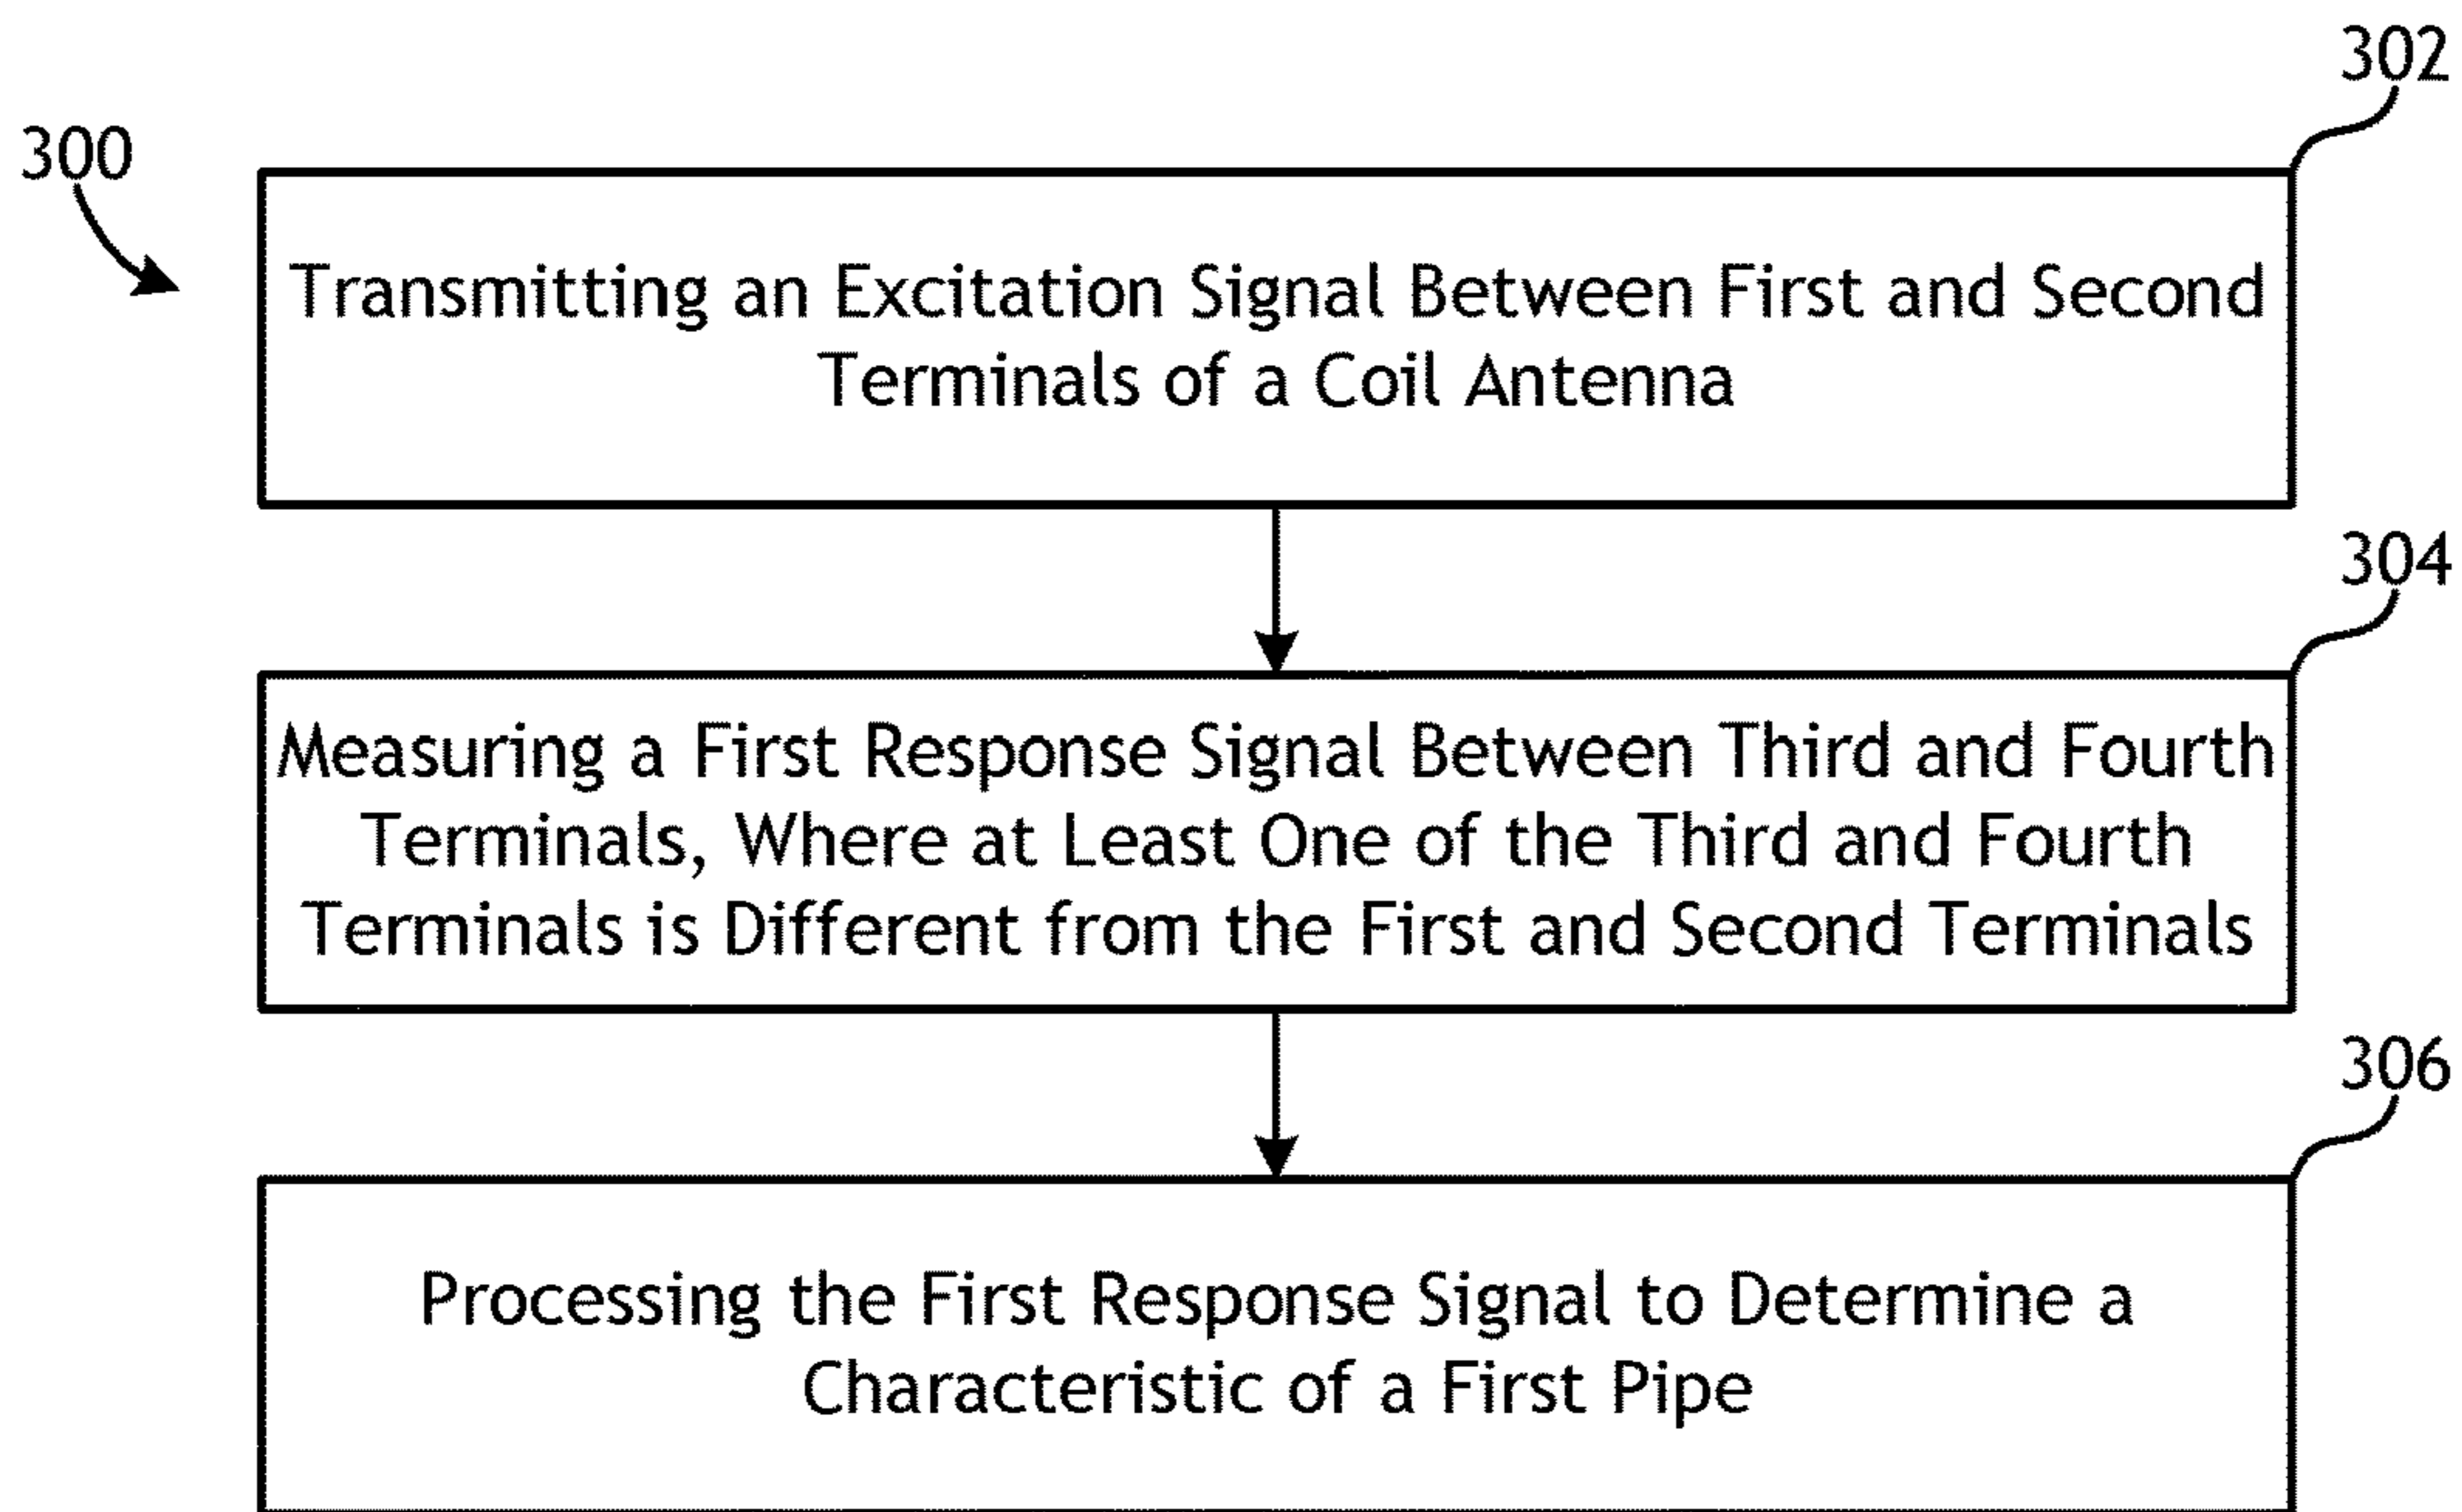 302
300
Transmitting an Excitation Signal Between First and Second
Terminals of a Coil Antenna
304
Measuring a First Response Signal Between Third and Fourth
Terminals, Where at Least One of the Third and Fourth
Terminals is Different from the First and Second Terminals
306
Processing the First Response Signal to Determine a
Characteristic of a First Pipe